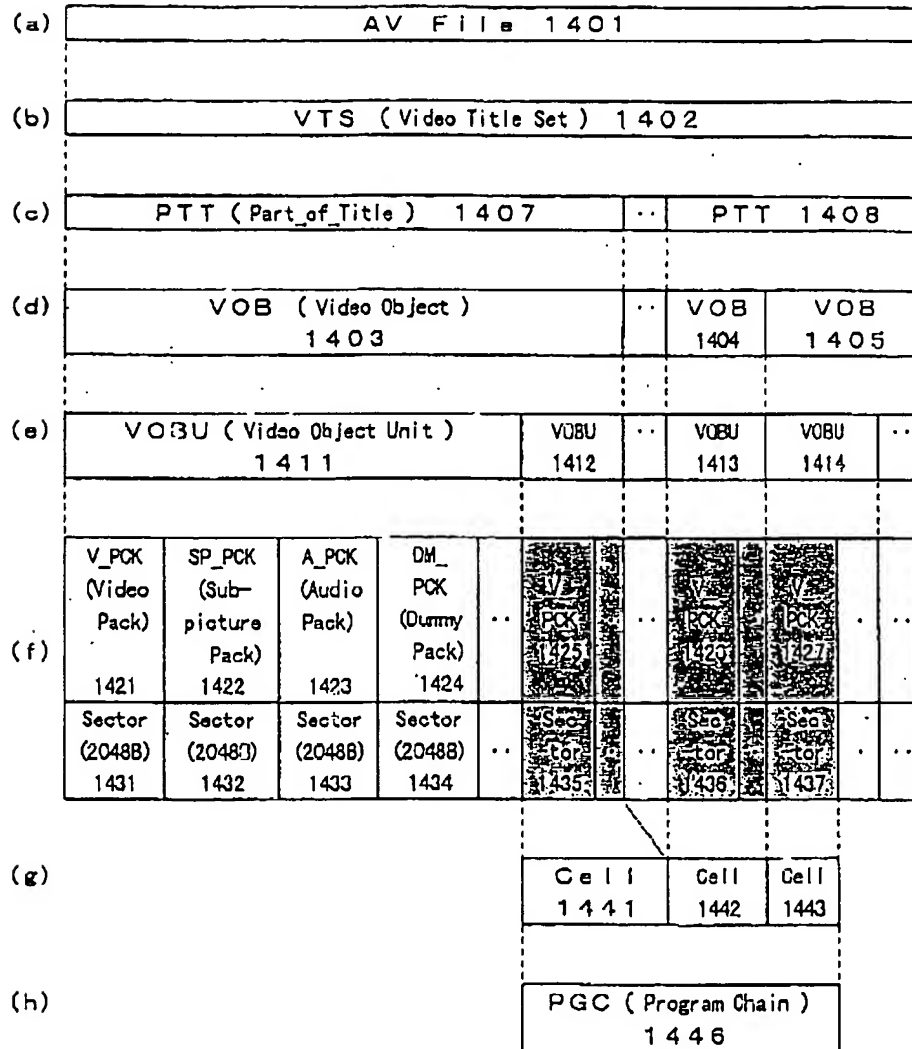 (a) AV File 1401
(b) VTS (Video Title Set) 1402
(c) PTT (Part_of_Title) 1407 ·· PTT 1408
(d) VOB (Video Object) ·· VOB VOB
1403 1404 1405
(e) VOBU (Video Object Unit) VOBU ·· VOBU VOBU ··
1411 1412 1413 1414
V_PCK SP_PCK A_PCK DM_
(Video (Sub- (Audio PCK V_ V_ V_
Pack) picture Pack) (Dummy ·· PCK ·· PCK PCK · ··
(f) Pack) Pack) 1425 1427
1421 1422 1423 1424
Sector Sector Sector Sector Sec Sec Sec
(2048B) (2048B) (2048B) (2048B) ·· tor ·· tor tor · ··
1431 1432 1433 1434 1435 1436 1437
(g) Cell Cell Cell
1441 1442 1443
(h) PGC (Program Chain)
1446